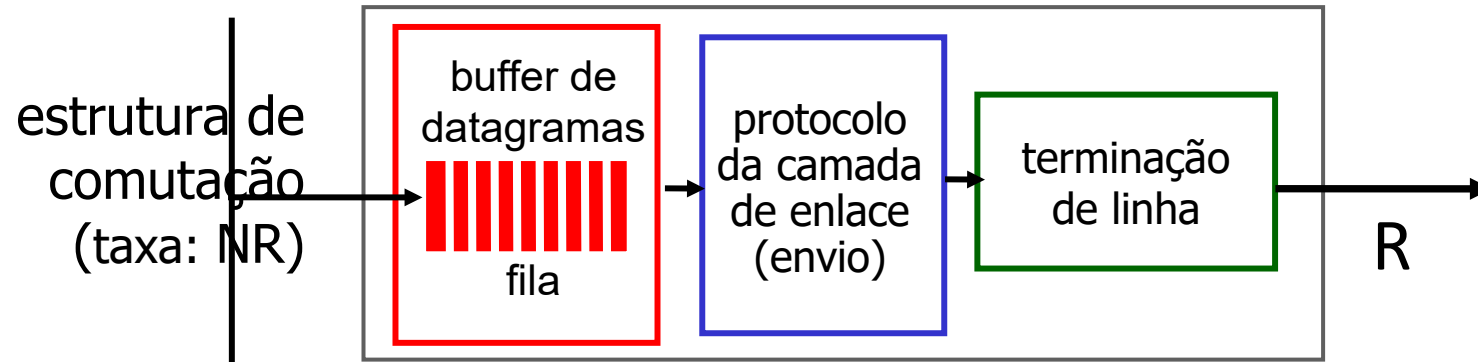 estrutura de
comutação
(taxa: NR)
buffer de
datagramas
fila
protocolo
da camada
de enlace
(envio)
terminação
de linha
R